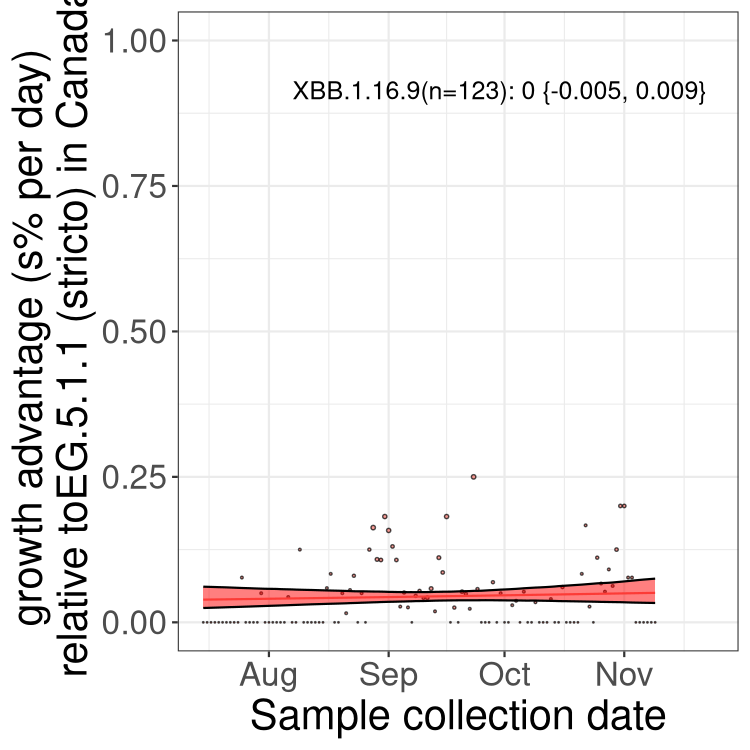 growth advantage (s% per day)
relative toEG.5.1.1 (stricto) in Canada
1.00
0.75
0.50
0.25
0.00
XBB.1.16.9(n=123): 0 {-0.005, 0.009}
Aug Sep Oct Nov
Sample collection date